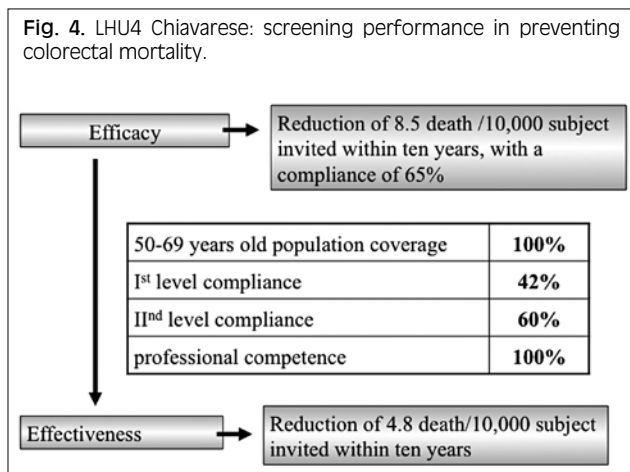 Fig. 4. LHU4 Chiavarese: screening performance in preventing
colorectal mortality.
Efficacy
Reduction of 8.5 death /10,000 subject
invited within ten years, with a
compliance of 65%
50-69 years old population coverage 100%
Ist level compliance 42%
IInd level compliance 60%
professional competence 100%
Effectiveness
Reduction of 4.8 death/10,000 subject
invited within ten years